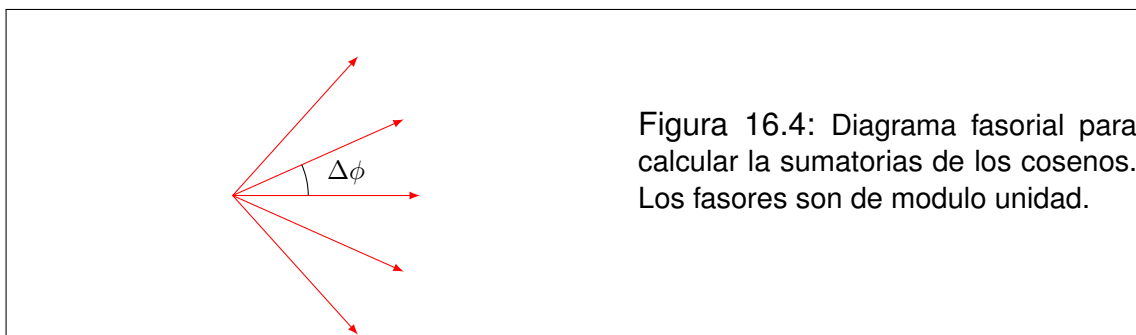 Δϕ
Figura 16.4: Diagrama fasorial para
calcular la sumatorias de los cosenos.
Los fasores son de modulo unidad.